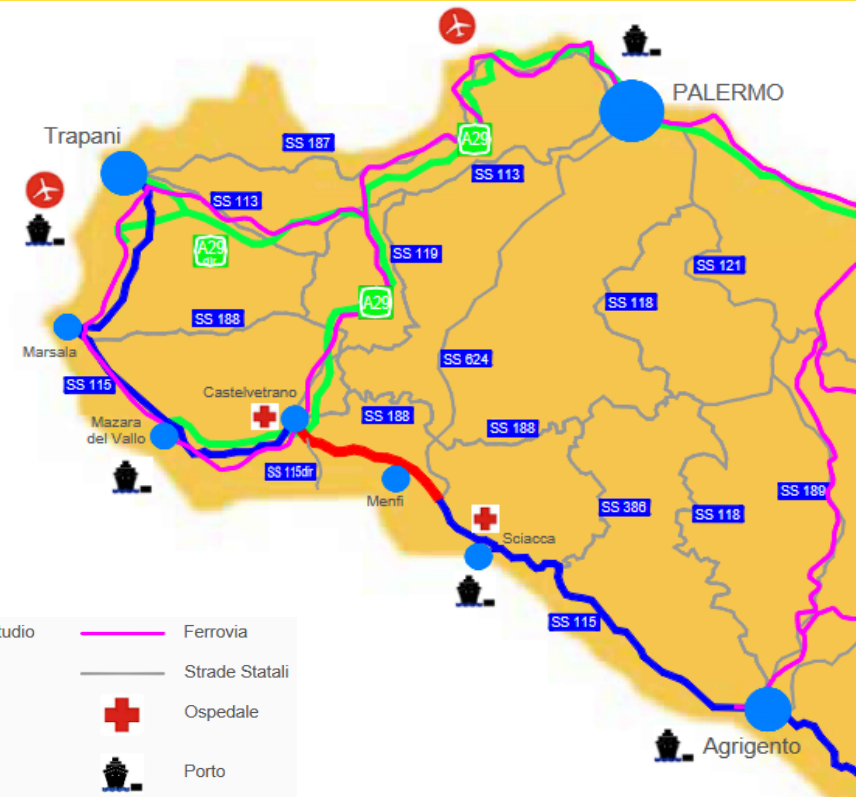 PALERMO
Trapani
A29
SS 187
SS 113
SS 113
A29
dir
SS 119
SS 121
A29
SS 118
SS 188
Marsala
SS 624
SS 115
Castelvetrano
Mazara
del Vallo
SS 188
SS 188
SS 115dir
Menfi
SS 189
SS 386
SS 118
Sciacca
SS 115
Agrigento
Ferrovia
Strade Statali
Ospedale
Porto